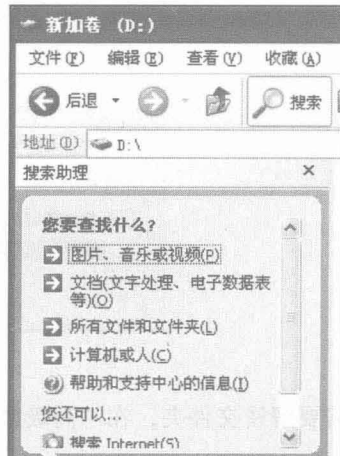 新加卷 (D:)
文件(F) 编辑(E) 查看(V) 收藏(A)
后退 搜索
地址(D) D:\
搜索助理
您要查找什么?
图片、音乐或视频(P)
文档(文字处理、电子数据表
等)(O)
所有文件和文件夹(L)
计算机或人(C)
帮助和支持中心的信息(I)
您还可以...
搜索 Internet(S)